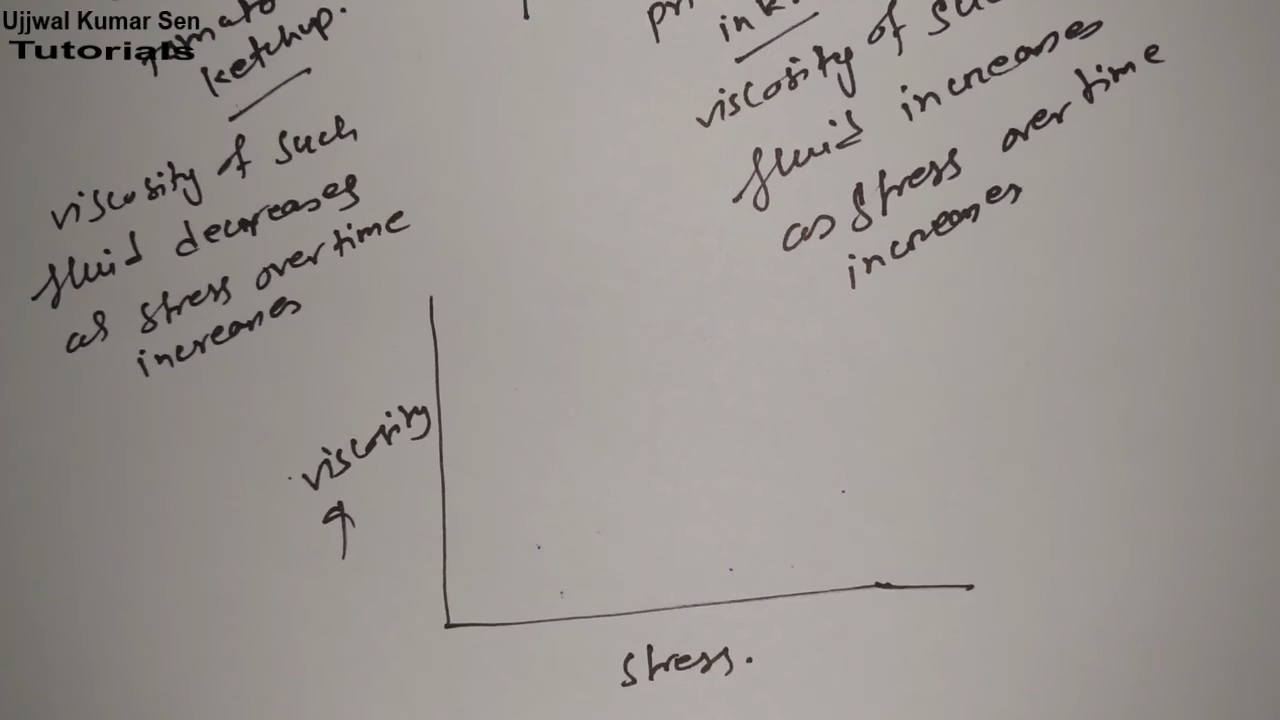 Ujjwal Kumar Sen
Tutorials
ketchup.
viscosity of such
fluid decreases
as stress over time
increases
ink.
viscosity of
fluid increases
as stress over time
increases
viscosity
stress.